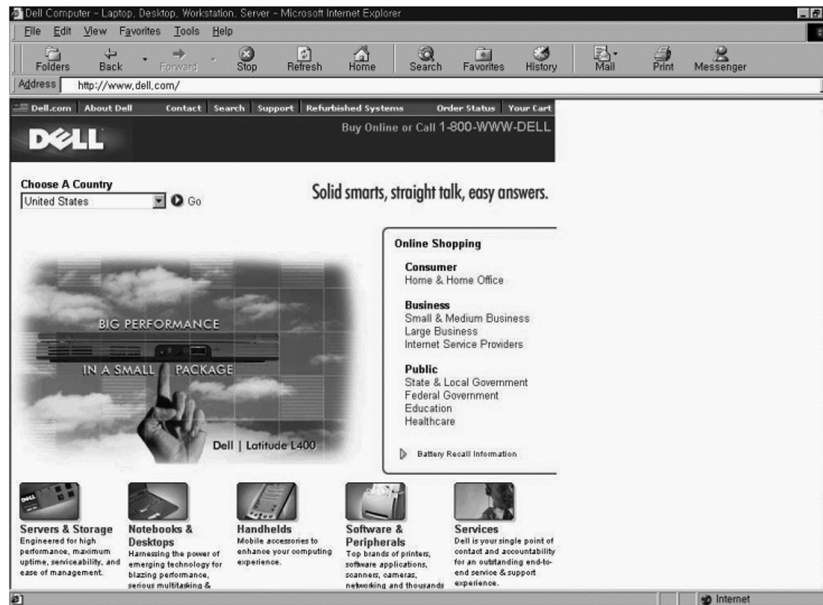 Dell Computer - Laptop, Desktop, Workstation, Server - Microsoft Internet Explorer
File Edit View Favorites Tools Help
Folders Back Forward Stop Refresh Home Search Favorites History Mail Print Messenger
Address http://www.dell.com/
Dell.com About Dell Contact Search Support Refurbished Systems Order Status Your Cart
DELL
Buy Online or Call 1-800-WWW-DELL
Choose A Country
United States Go
Solid smarts, straight talk, easy answers.
BIG PERFORMANCE
IN A SMALL PACKAGE
Dell | Latitude L400
Online Shopping
Consumer
Home & Home Office
Business
Small & Medium Business
Large Business
Internet Service Providers
Public
State & Local Government
Federal Government
Education
Healthcare
Battery Recall Information
Servers & Storage
Engineered for high
performance, maximum
uptime, serviceability, and
ease of management.
Notebooks &
Desktops
Harnessing the power of
emerging technology for
blazing performance,
serious multitasking &
Handhelds
Mobile accessories to
enhance your computing
experience.
Software &
Peripherals
Top brands of printers,
software applications,
scanners, cameras,
networking and thousands
Services
Dell is your single point of
contact and accountability
for an outstanding end-to-
end service & support
experience.
Internet